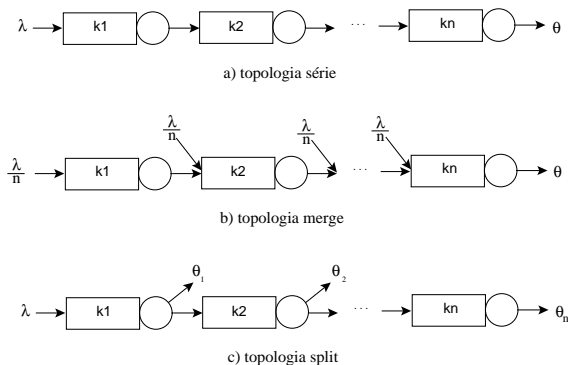 λ k1 k2 ... kn θ
a) topologia série
λ/n λ/n λ/n
λ/n k1 k2 ... kn θ
b) topologia merge
θ1 θ2
λ k1 k2 ... kn θn
c) topologia split